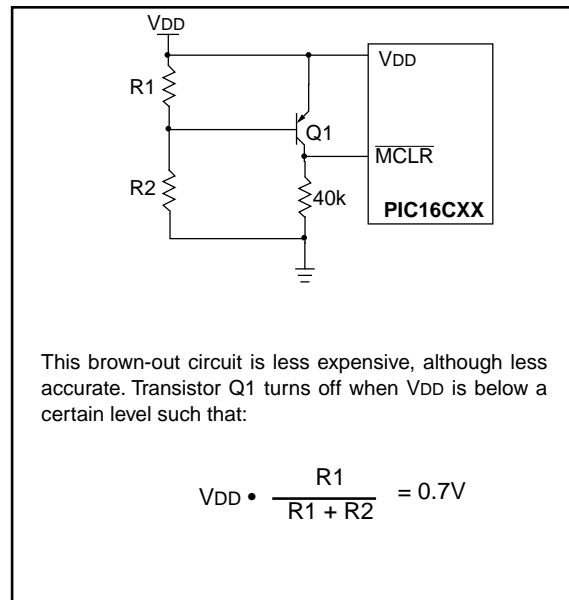 VDD
VDD
R1
Q1
MCLR
R2
40k
PIC16CXX
This brown-out circuit is less expensive, although less
accurate. Transistor Q1 turns off when VDD is below a
certain level such that:
VDD • R1 / R1 + R2 = 0.7V